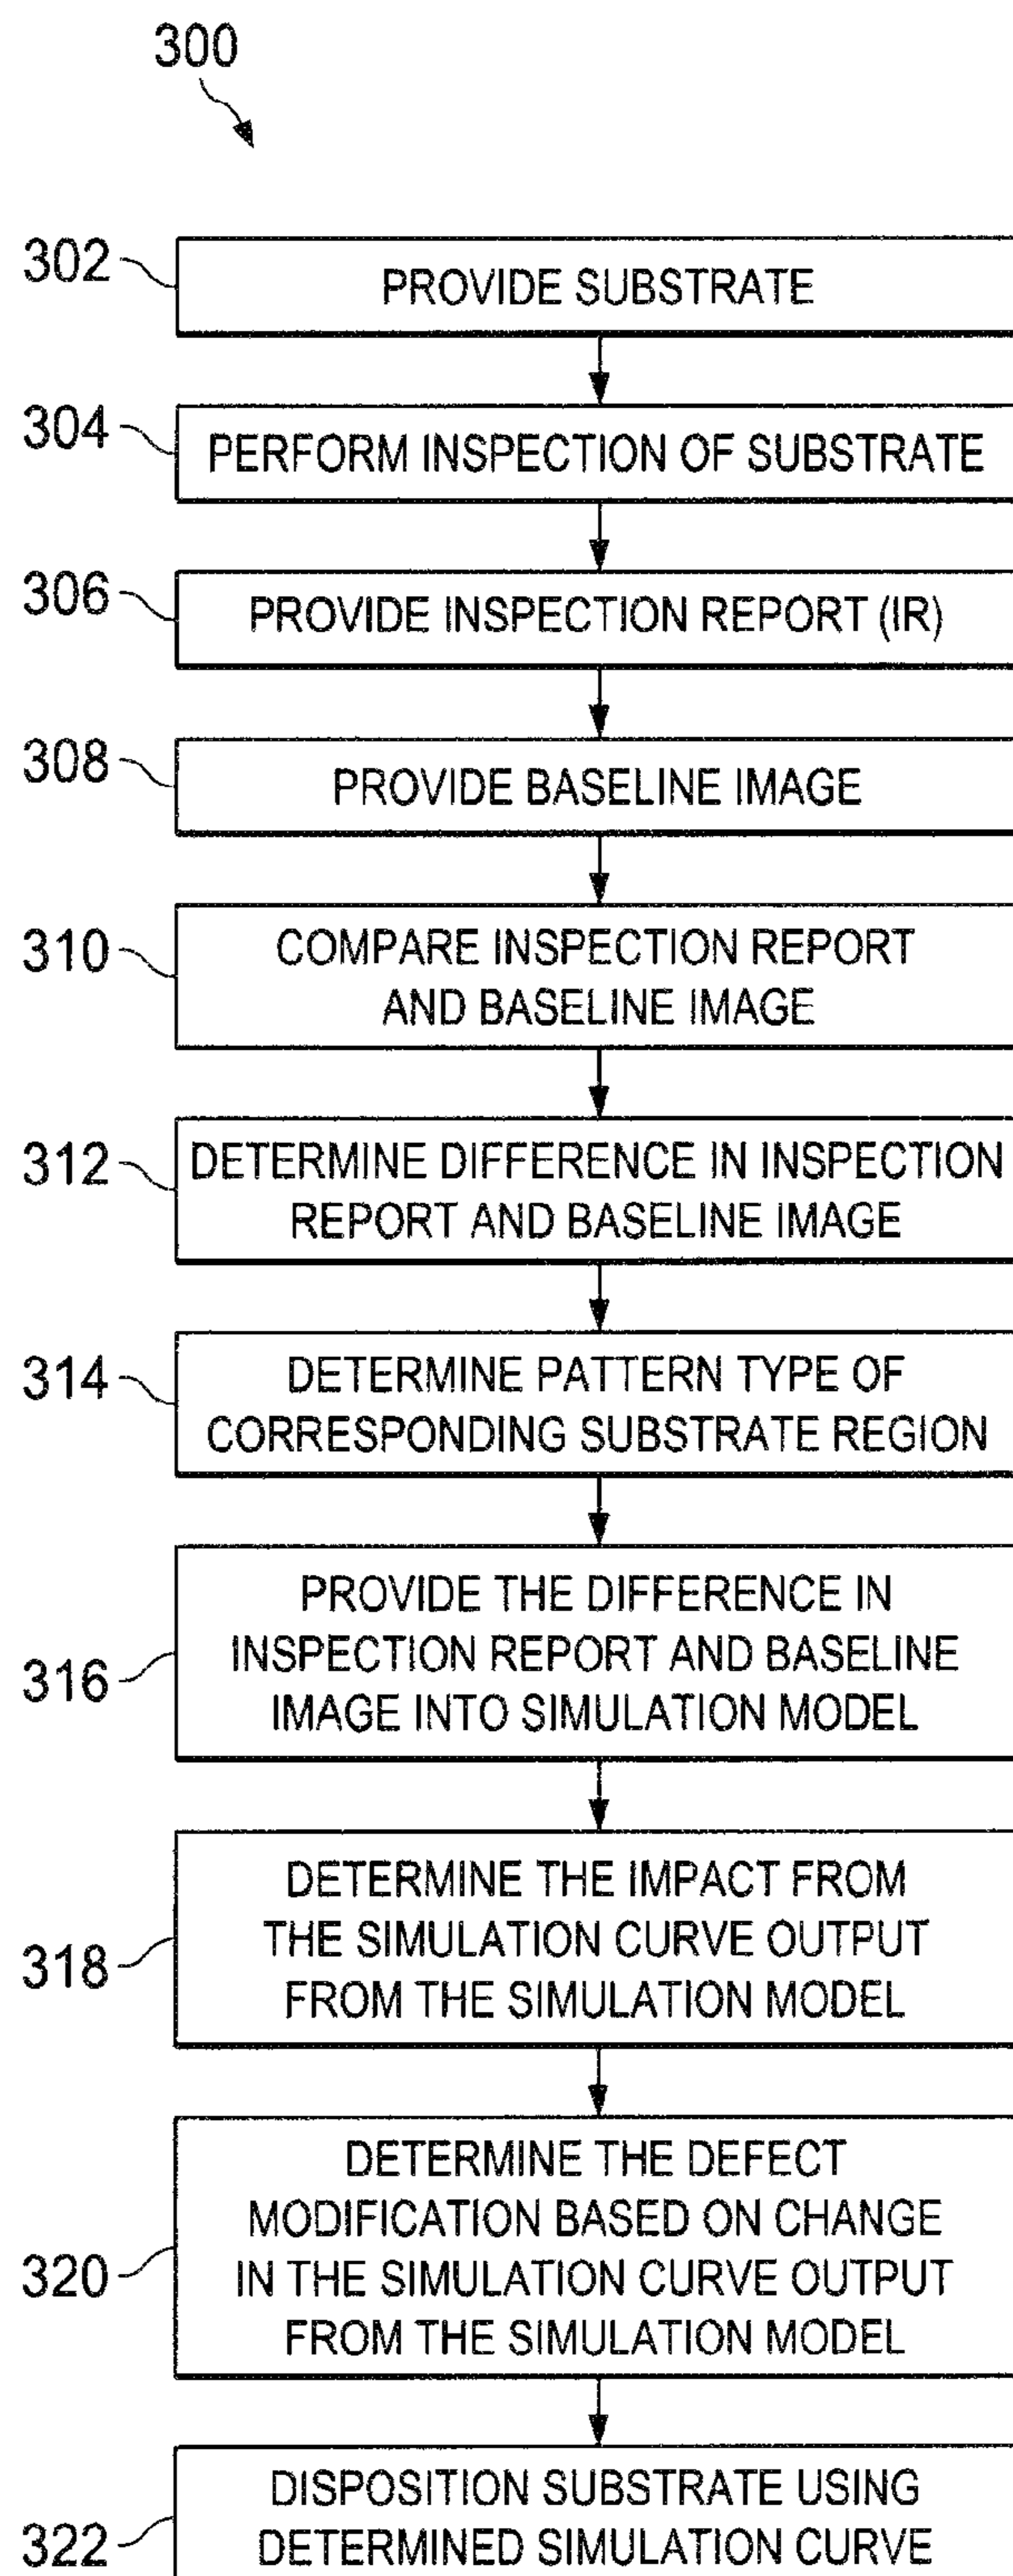 300
302
PROVIDE SUBSTRATE
304
PERFORM INSPECTION OF SUBSTRATE
306
PROVIDE INSPECTION REPORT (IR)
308
PROVIDE BASELINE IMAGE
310
COMPARE INSPECTION REPORT
AND BASELINE IMAGE
312
DETERMINE DIFFERENCE IN INSPECTION
REPORT AND BASELINE IMAGE
314
DETERMINE PATTERN TYPE OF
CORRESPONDING SUBSTRATE REGION
316
PROVIDE THE DIFFERENCE IN
INSPECTION REPORT AND BASELINE
IMAGE INTO SIMULATION MODEL
318
DETERMINE THE IMPACT FROM
THE SIMULATION CURVE OUTPUT
FROM THE SIMULATION MODEL
320
DETERMINE THE DEFECT
MODIFICATION BASED ON CHANGE
IN THE SIMULATION CURVE OUTPUT
FROM THE SIMULATION MODEL
322
DISPOSITION SUBSTRATE USING
DETERMINED SIMULATION CURVE